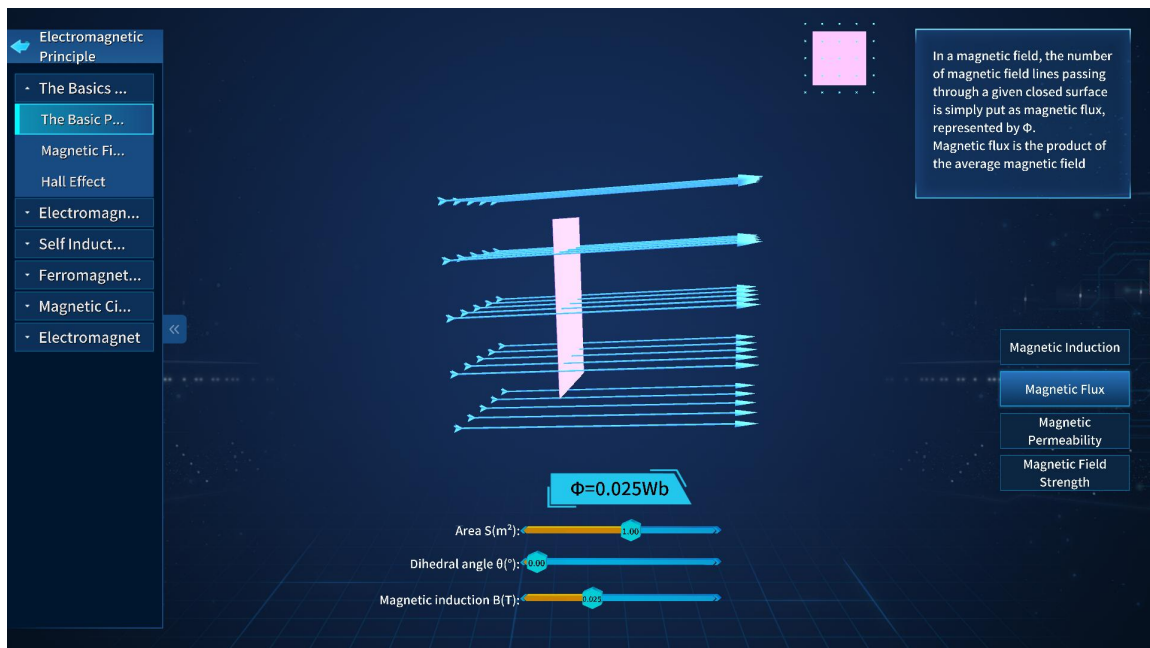 Electromagnetic
Principle
The Basics ...
The Basic P...
Magnetic Fi...
Hall Effect
Electromagn...
Self Induct...
Ferromagnet...
Magnetic Ci...
Electromagnet
In a magnetic field, the number
of magnetic field lines passing
through a given closed surface
is simply put as magnetic flux,
represented by Φ.
Magnetic flux is the product of
the average magnetic field
Magnetic Induction
Magnetic Flux
Magnetic
Permeability
Magnetic Field
Strength
Φ=0.025Wb
Area S(m²): 1.00
Dihedral angle θ(°): 0.00
Magnetic induction B(T): 0.025